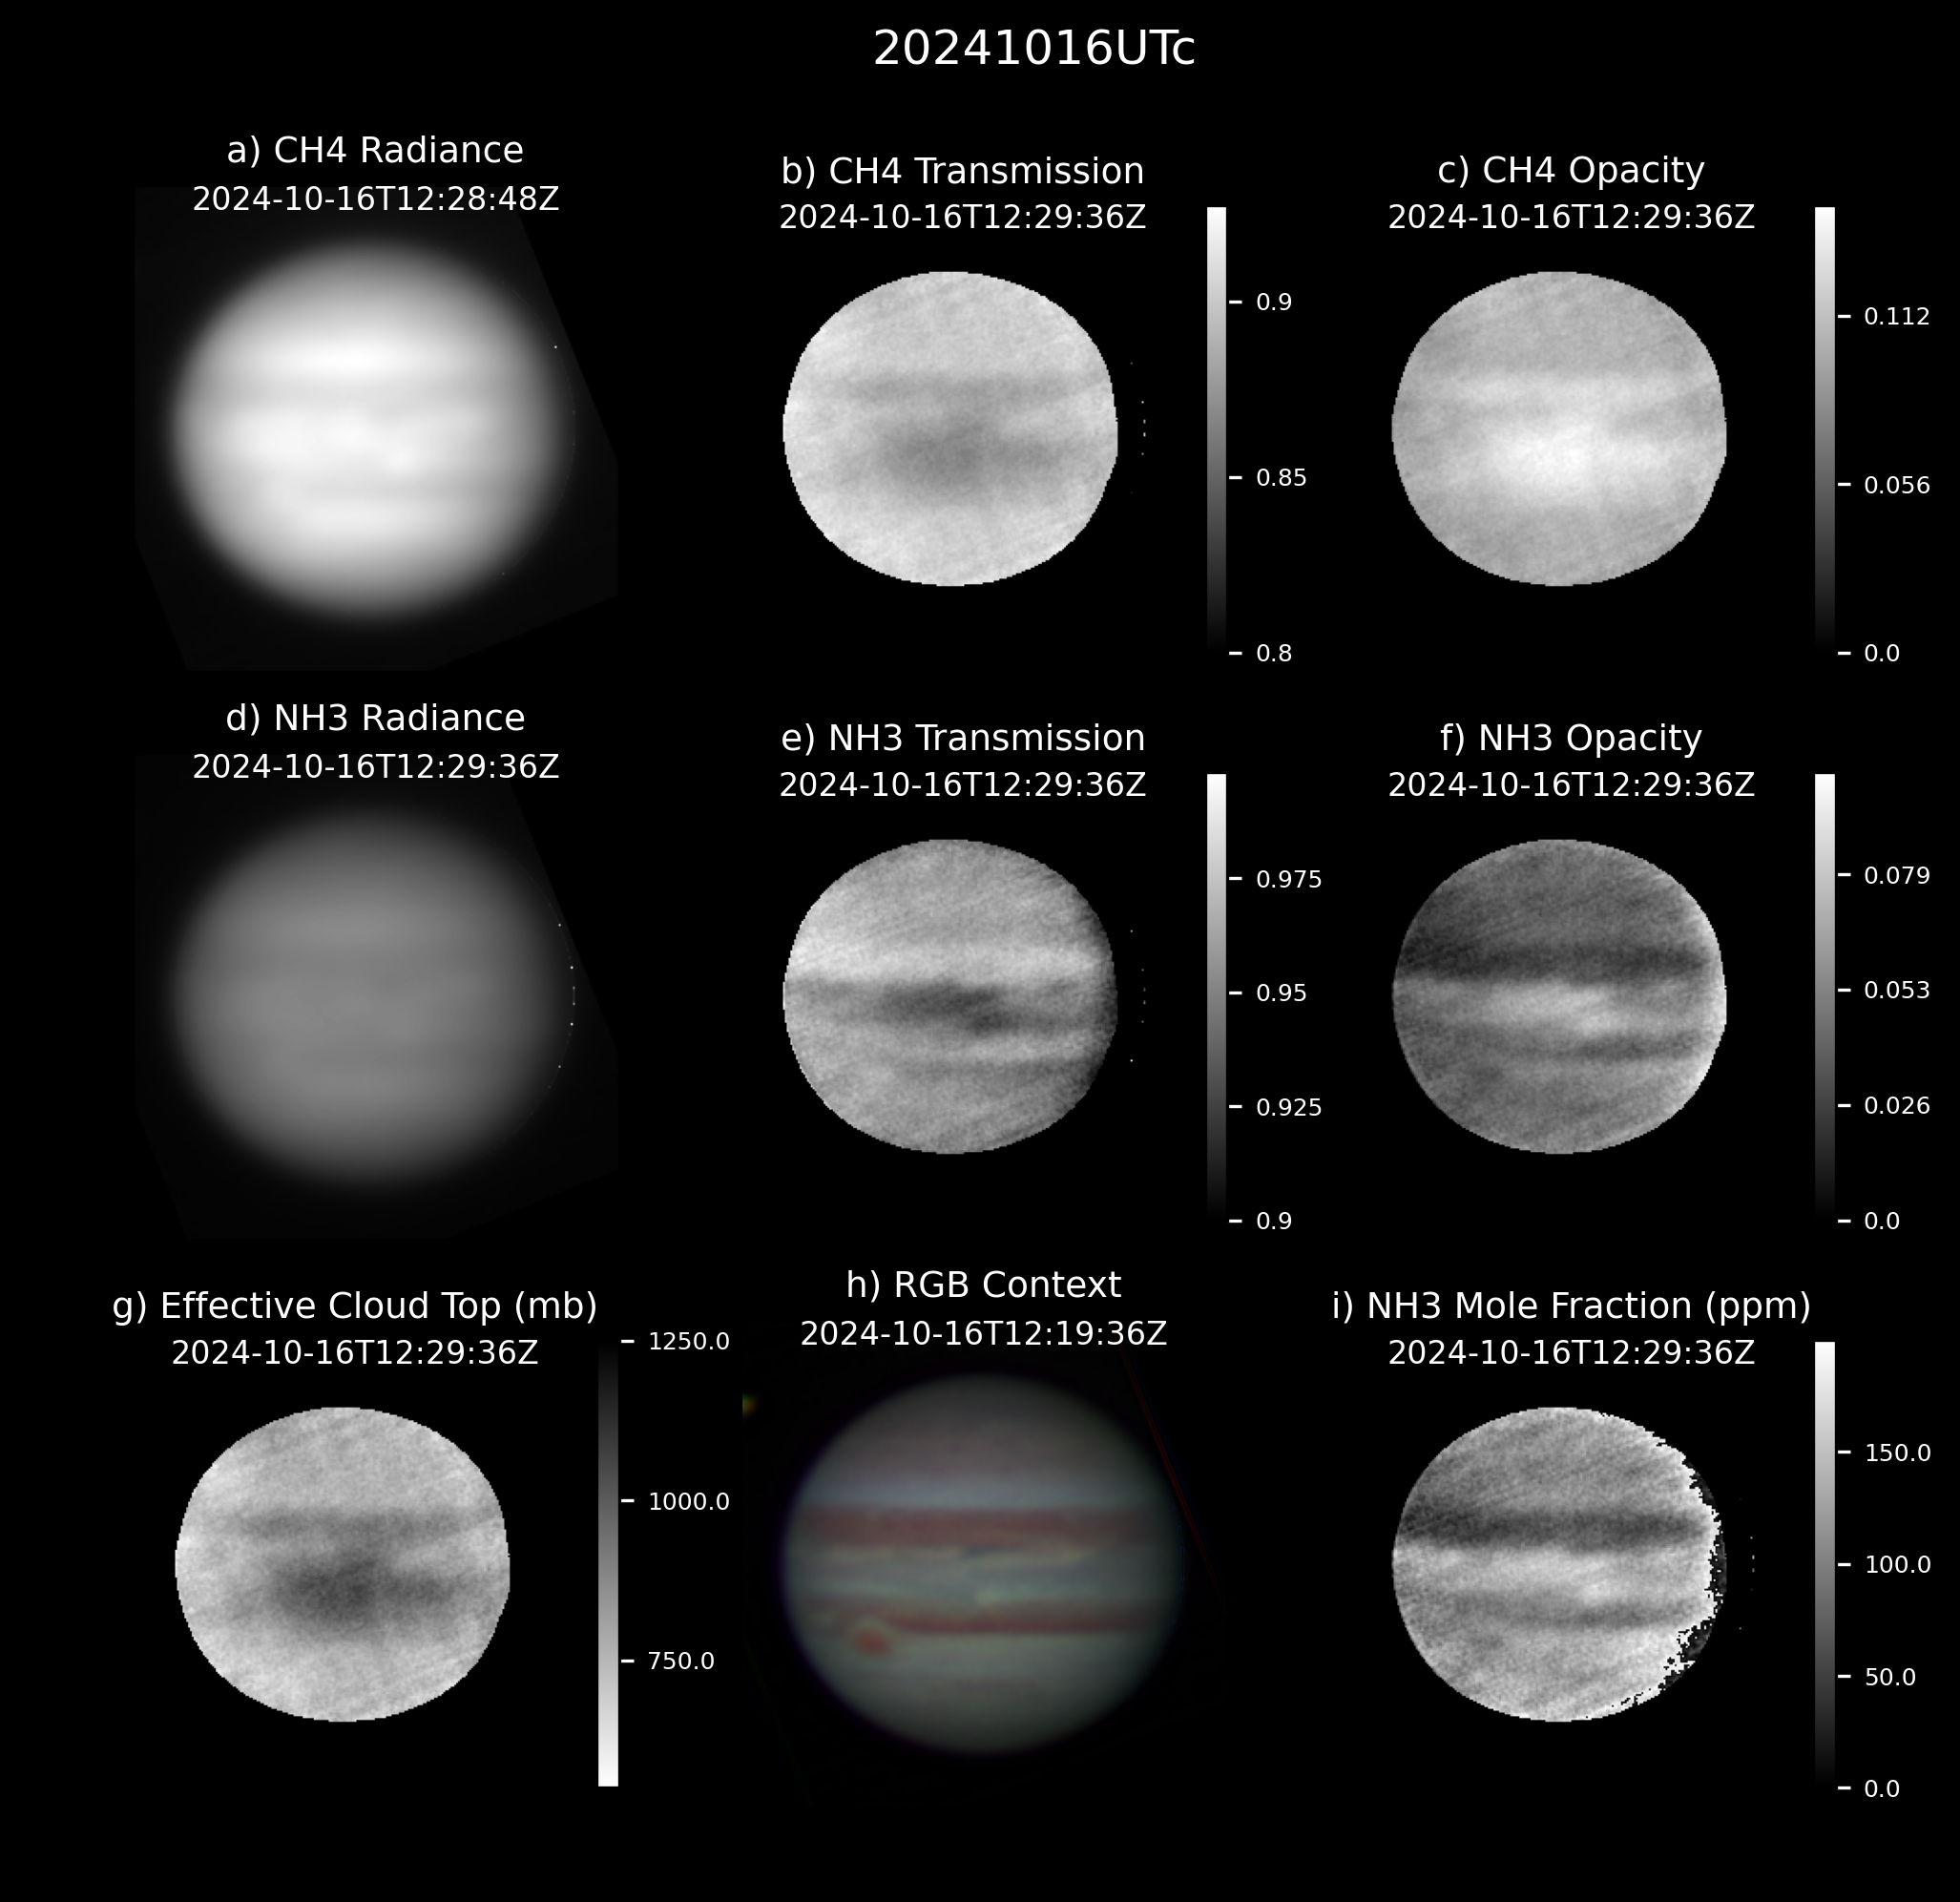 20241016UTc
a) CH4 Radiance
2024-10-16T12:28:48Z
b) CH4 Transmission
2024-10-16T12:29:36Z
0.9
0.85
0.8
c) CH4 Opacity
2024-10-16T12:29:36Z
0.112
0.056
0.0
d) NH3 Radiance
2024-10-16T12:29:36Z
e) NH3 Transmission
2024-10-16T12:29:36Z
0.975
0.95
0.925
0.9
f) NH3 Opacity
2024-10-16T12:29:36Z
0.079
0.053
0.026
0.0
g) Effective Cloud Top (mb)
2024-10-16T12:29:36Z
1250.0
1000.0
750.0
h) RGB Context
2024-10-16T12:19:36Z
i) NH3 Mole Fraction (ppm)
2024-10-16T12:29:36Z
150.0
100.0
50.0
0.0